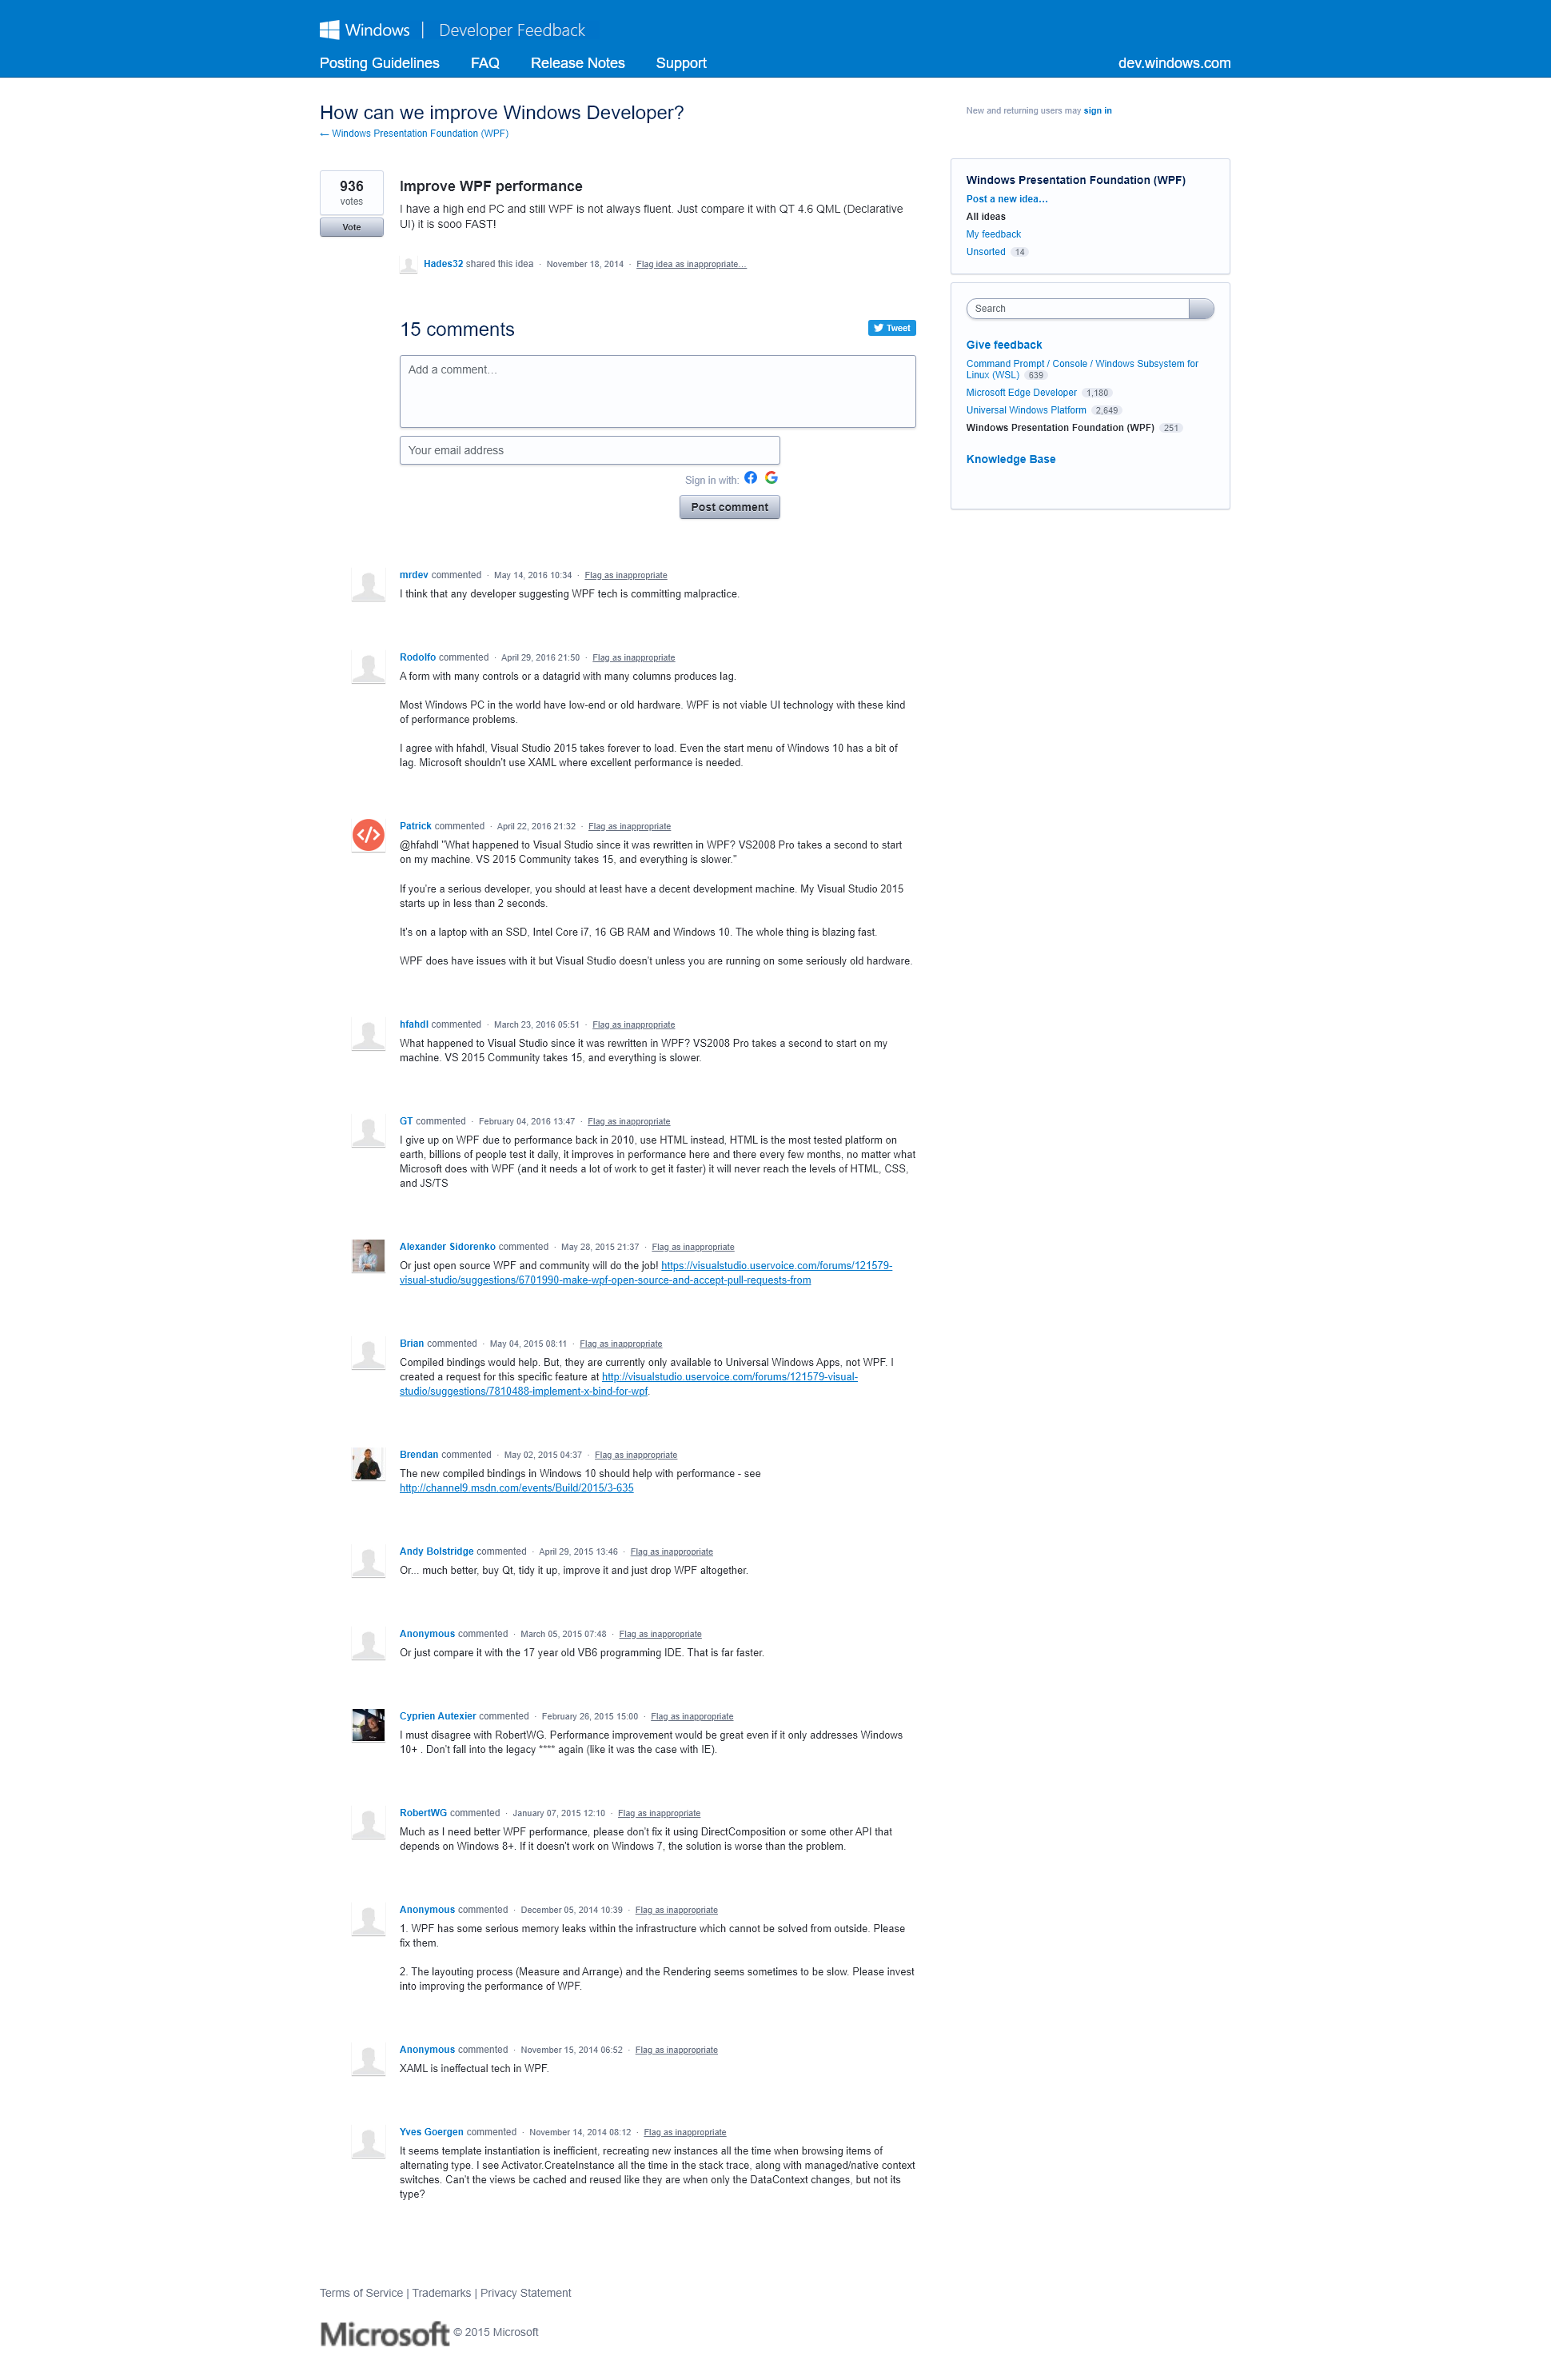 Windows | Developer Feedback
Posting Guidelines FAQ Release Notes Support dev.windows.com
How can we improve Windows Developer?
← Windows Presentation Foundation (WPF)
New and returning users may sign in
936
votes
Vote
Improve WPF performance
I have a high end PC and still WPF is not always fluent. Just compare it with QT 4.6 QML (Declarative
UI) it is sooo FAST!
Hades32 shared this idea · November 18, 2014 · Flag idea as inappropriate…
15 comments
Tweet
Add a comment…
Your email address
Sign in with:
Post comment
mrdev commented · May 14, 2016 10:34 · Flag as inappropriate
I think that any developer suggesting WPF tech is committing malpractice.
Rodolfo commented · April 29, 2016 21:50 · Flag as inappropriate
A form with many controls or a datagrid with many columns produces lag.
Most Windows PC in the world have low-end or old hardware. WPF is not viable UI technology with these kind
of performance problems.
I agree with hfahdl, Visual Studio 2015 takes forever to load. Even the start menu of Windows 10 has a bit of
lag. Microsoft shouldn't use XAML where excellent performance is needed.
Patrick commented · April 22, 2016 21:32 · Flag as inappropriate
@hfahdl "What happened to Visual Studio since it was rewritten in WPF? VS2008 Pro takes a second to start
on my machine. VS 2015 Community takes 15, and everything is slower."
If you're a serious developer, you should at least have a decent development machine. My Visual Studio 2015
starts up in less than 2 seconds.
It's on a laptop with an SSD, Intel Core i7, 16 GB RAM and Windows 10. The whole thing is blazing fast.
WPF does have issues with it but Visual Studio doesn't unless you are running on some seriously old hardware.
hfahdl commented · March 23, 2016 05:51 · Flag as inappropriate
What happened to Visual Studio since it was rewritten in WPF? VS2008 Pro takes a second to start on my
machine. VS 2015 Community takes 15, and everything is slower.
GT commented · February 04, 2016 13:47 · Flag as inappropriate
I give up on WPF due to performance back in 2010, use HTML instead, HTML is the most tested platform on
earth, billions of people test it daily, it improves in performance here and there every few months, no matter what
Microsoft does with WPF (and it needs a lot of work to get it faster) it will never reach the levels of HTML, CSS,
and JS/TS
Alexander Sidorenko commented · May 28, 2015 21:37 · Flag as inappropriate
Or just open source WPF and community will do the job! https://visualstudio.uservoice.com/forums/121579-
visual-studio/suggestions/6701990-make-wpf-open-source-and-accept-pull-requests-from
Brian commented · May 04, 2015 08:11 · Flag as inappropriate
Compiled bindings would help. But, they are currently only available to Universal Windows Apps, not WPF. I
created a request for this specific feature at http://visualstudio.uservoice.com/forums/121579-visual-
studio/suggestions/7810488-implement-x-bind-for-wpf.
Brendan commented · May 02, 2015 04:37 · Flag as inappropriate
The new compiled bindings in Windows 10 should help with performance - see
http://channel9.msdn.com/events/Build/2015/3-635
Andy Bolstridge commented · April 29, 2015 13:46 · Flag as inappropriate
Or... much better, buy Qt, tidy it up, improve it and just drop WPF altogether.
Anonymous commented · March 05, 2015 07:48 · Flag as inappropriate
Or just compare it with the 17 year old VB6 programming IDE. That is far faster.
Cyprien Autexier commented · February 26, 2015 15:00 · Flag as inappropriate
I must disagree with RobertWG. Performance improvement would be great even if it only addresses Windows
10+ . Don't fall into the legacy **** again (like it was the case with IE).
RobertWG commented · January 07, 2015 12:10 · Flag as inappropriate
Much as I need better WPF performance, please don't fix it using DirectComposition or some other API that
depends on Windows 8+. If it doesn't work on Windows 7, the solution is worse than the problem.
Anonymous commented · December 05, 2014 10:39 · Flag as inappropriate
1. WPF has some serious memory leaks within the infrastructure which cannot be solved from outside. Please
fix them.
2. The layouting process (Measure and Arrange) and the Rendering seems sometimes to be slow. Please invest
into improving the performance of WPF.
Anonymous commented · November 15, 2014 06:52 · Flag as inappropriate
XAML is ineffectual tech in WPF.
Yves Goergen commented · November 14, 2014 08:12 · Flag as inappropriate
It seems template instantiation is inefficient, recreating new instances all the time when browsing items of
alternating type. I see Activator.CreateInstance all the time in the stack trace, along with managed/native context
switches. Can't the views be cached and reused like they are when only the DataContext changes, but not its
type?
Windows Presentation Foundation (WPF)
Post a new idea…
All ideas
My feedback
Unsorted 14
Search
Give feedback
Command Prompt / Console / Windows Subsystem for
Linux (WSL) 639
Microsoft Edge Developer 1,180
Universal Windows Platform 2,649
Windows Presentation Foundation (WPF) 251
Knowledge Base
Terms of Service | Trademarks | Privacy Statement
Microsoft © 2015 Microsoft